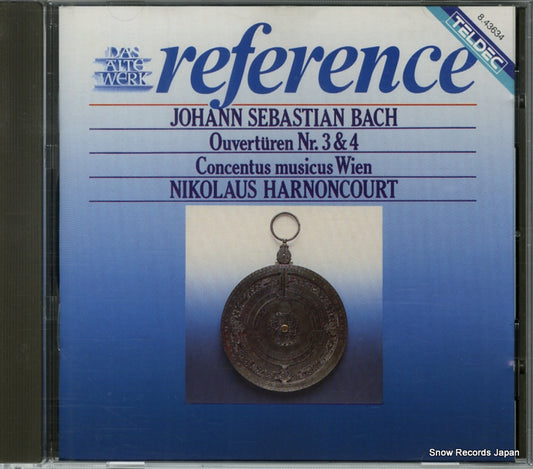 8.43634
TELDEC
DAS
ALTE
WERK
reference
JOHANN SEBASTIAN BACH
Ouvertüren Nr. 3 & 4
Concentus musicus Wien
NIKOLAUS HARNONCOURT
Snow Records Japan